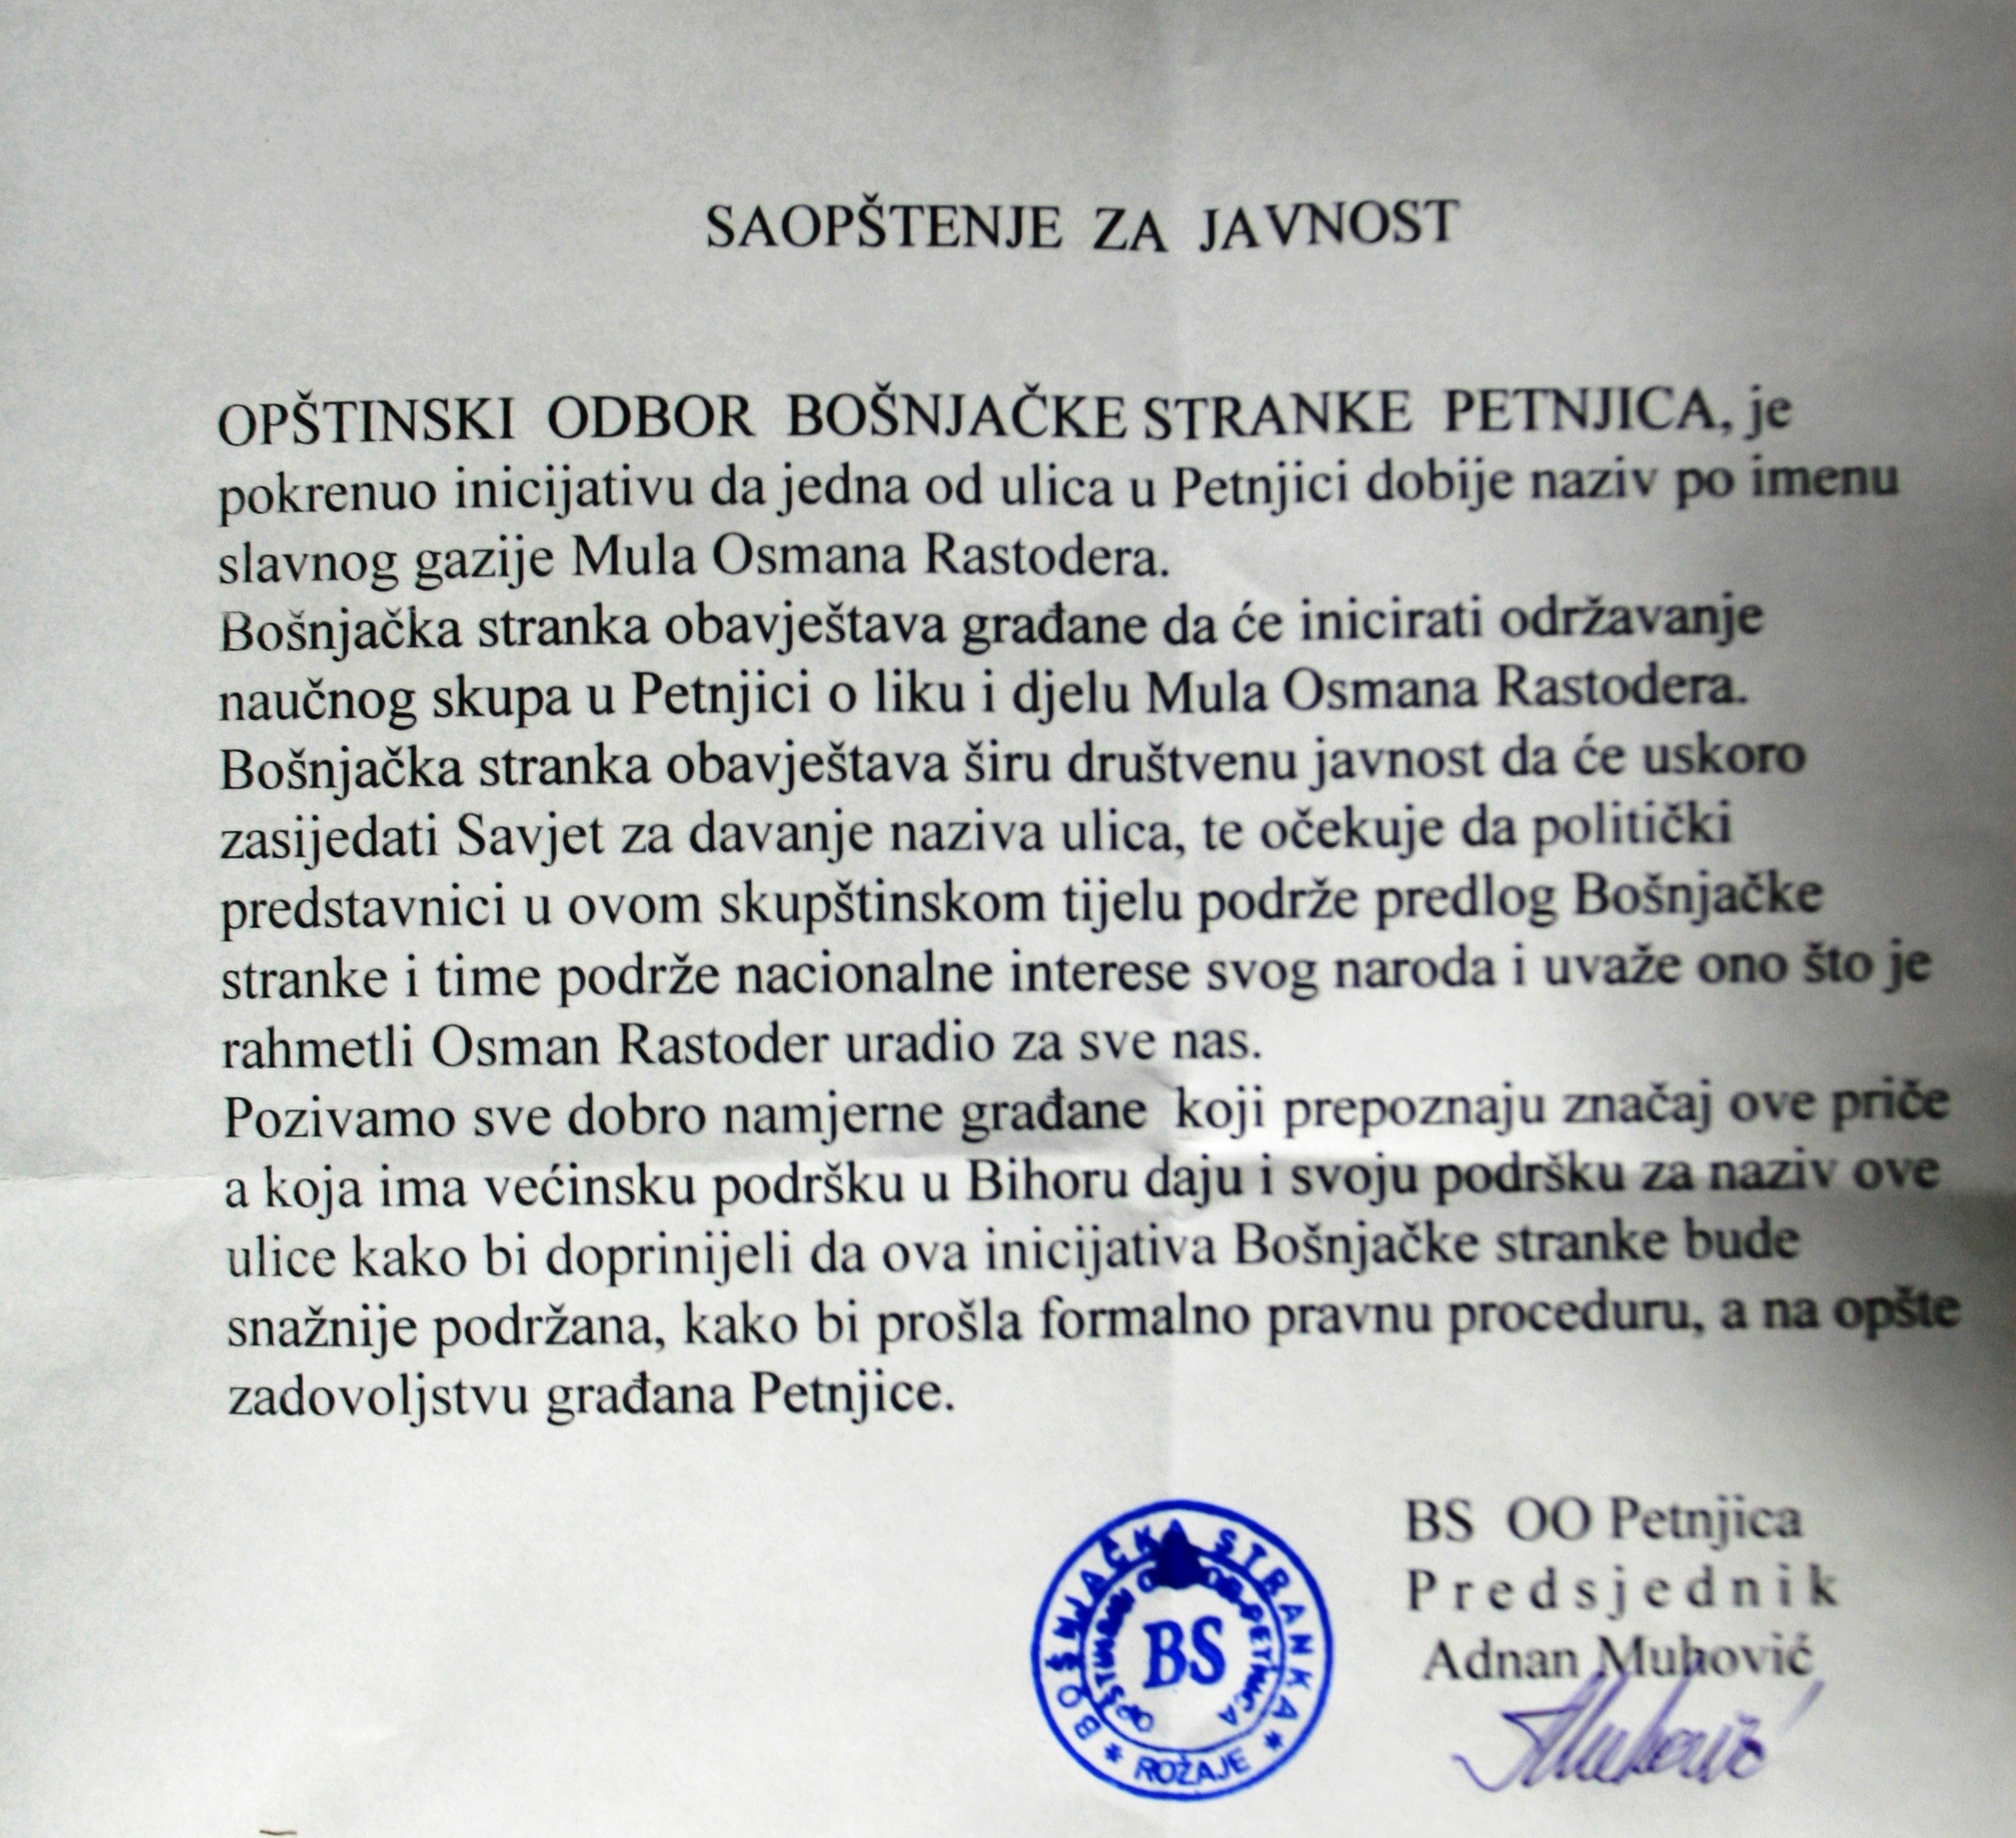 SAOPŠTENJE ZA JAVNOST
OPŠTINSKI ODBOR BOŠNJAČKE STRANKE PETNJICA, je
pokrenuo inicijativu da jedna od ulica u Petnjici dobije naziv po imenu
slavnog gazije Mula Osmana Rastodera.
Bošnjačka stranka obavještava građane da će inicirati održavanje
naučnog skupa u Petnjici o liku i djelu Mula Osmana Rastodera.
Bošnjačka stranka obavještava širu društvenu javnost da će uskoro
zasijedati Savjet za davanje naziva ulica, te očekuje da politički
predstavnici u ovom skupštinskom tijelu podrže predlog Bošnjačke
stranke i time podrže nacionalne interese svog naroda i uvaže ono što je
rahmetli Osman Rastoder uradio za sve nas.
Pozivamo sve dobro namjerne građane koji prepoznaju značaj ove priče
a koja ima većinsku podršku u Bihoru daju i svoju podršku za naziv ove
ulice kako bi doprinijeli da ova inicijativa Bošnjačke stranke bude
snažnije podržana, kako bi prošla formalno pravnu proceduru, a na opšte
zadovoljstvu građana Petnjice.
BS OO Petnjica
Predsjednik
Adnan Muhović
BOŠNJAČKA STRANKA
BS
ROŽAJE